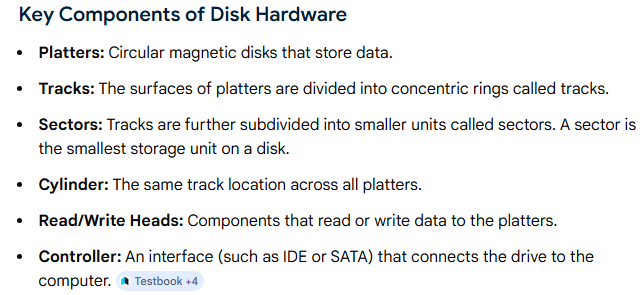 Key Components of Disk Hardware
• Platters: Circular magnetic disks that store data.
• Tracks: The surfaces of platters are divided into concentric rings called tracks.
• Sectors: Tracks are further subdivided into smaller units called sectors. A sector is
the smallest storage unit on a disk.
• Cylinder: The same track location across all platters.
• Read/Write Heads: Components that read or write data to the platters.
• Controller: An interface (such as IDE or SATA) that connects the drive to the
computer. Testbook +4